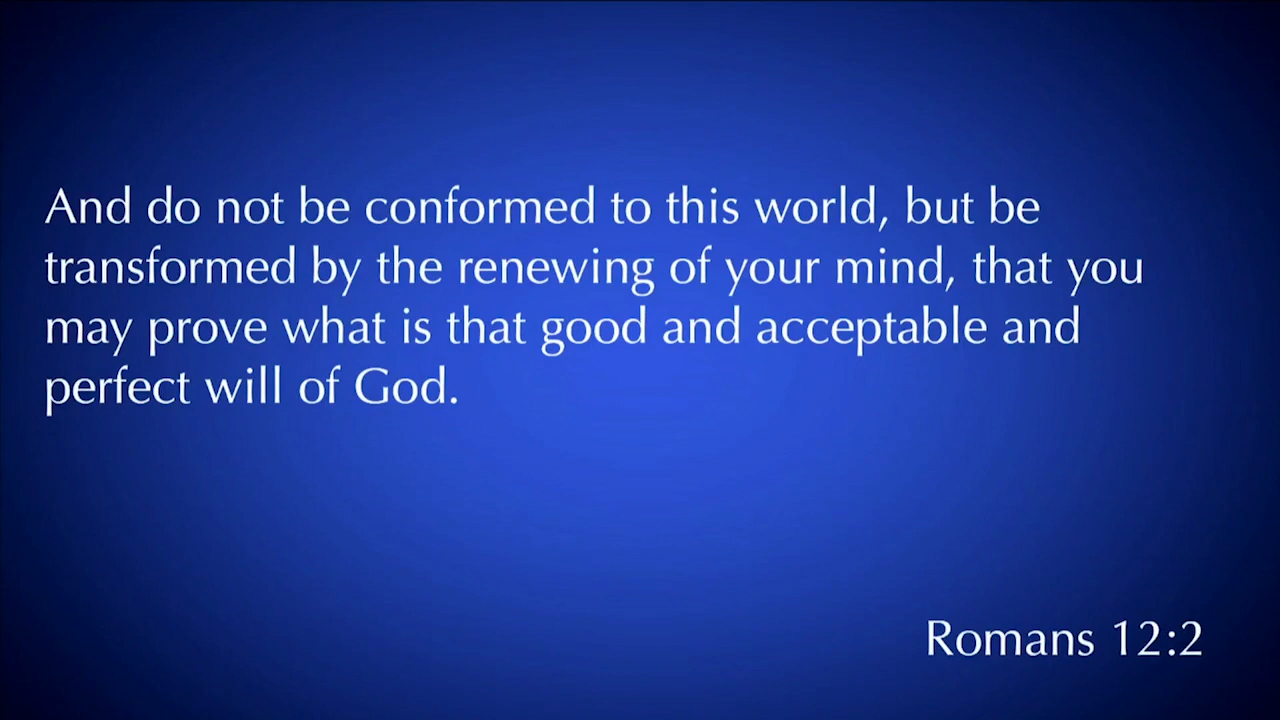 And do not be conformed to this world, but be
transformed by the renewing of your mind, that you
may prove what is that good and acceptable and
perfect will of God.
Romans 12:2